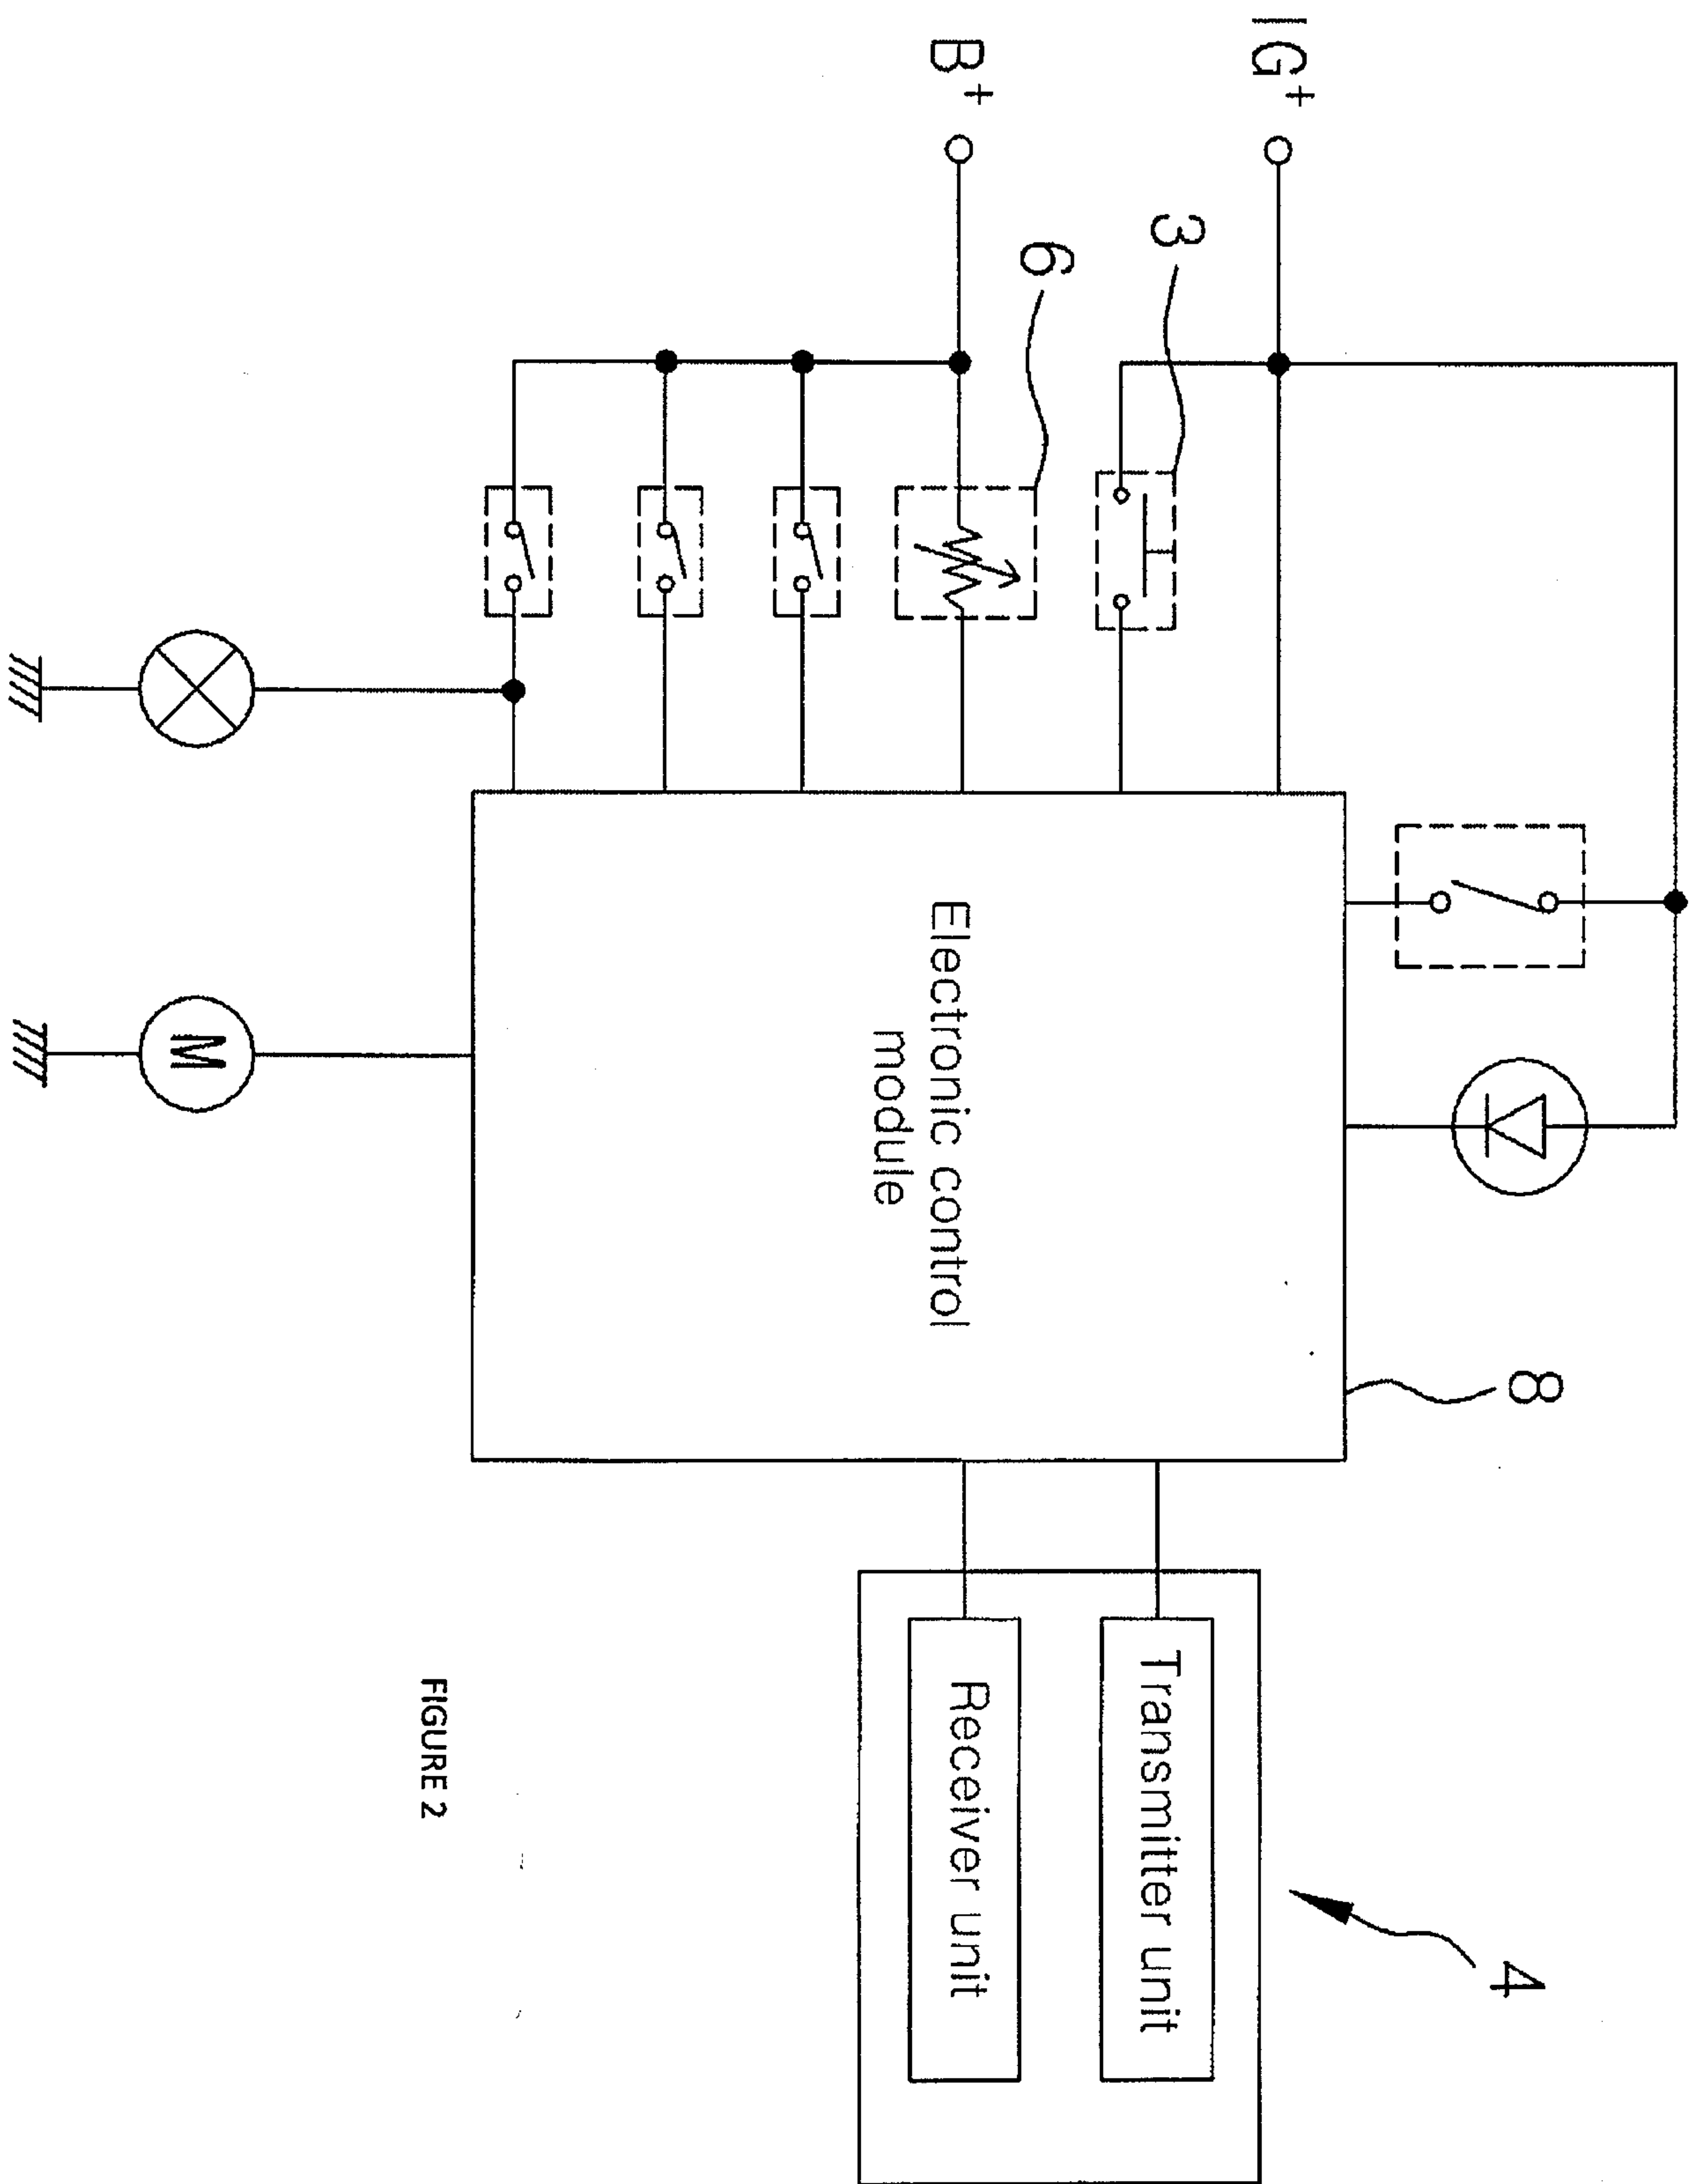 IG+
B+
3
6
8
4
Electronic control
module
Transmitter unit
Receiver unit
M
FIGURE 2